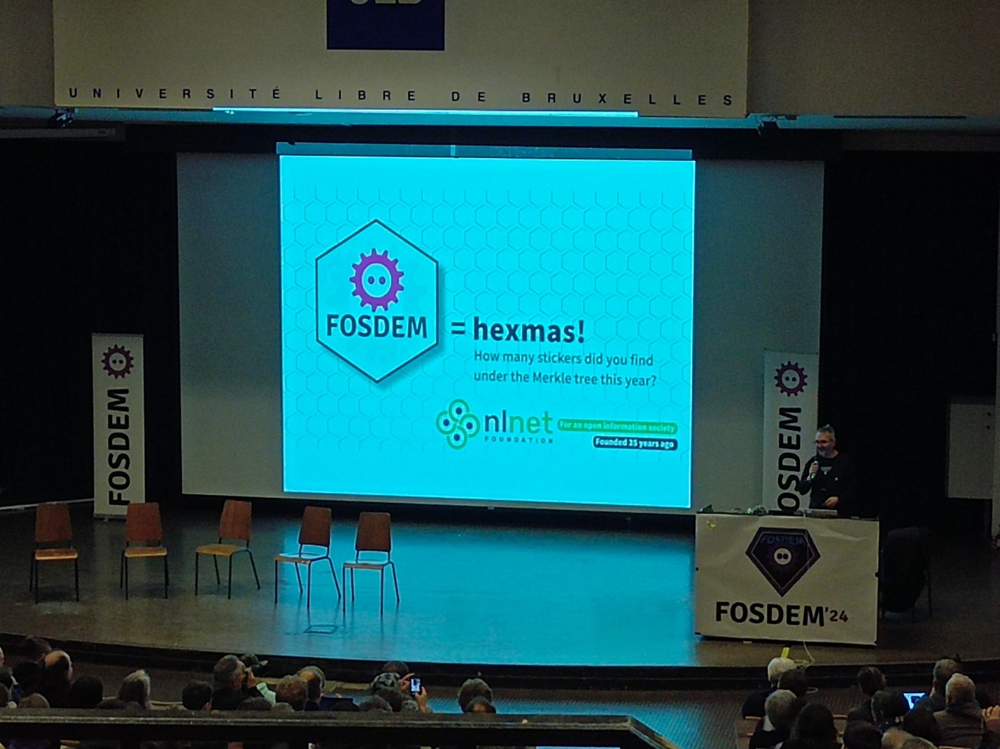 UNIVERSITÉ LIBRE DE BRUXELLES
FOSDEM
= hexmas!
How many stickers did you find
under the Merkle tree this year?
nlnet
FOUNDATION
For an open information society
Founded 35 years ago
FOSDEM
FOSDEM
FOSDEM
FOSDEM'24